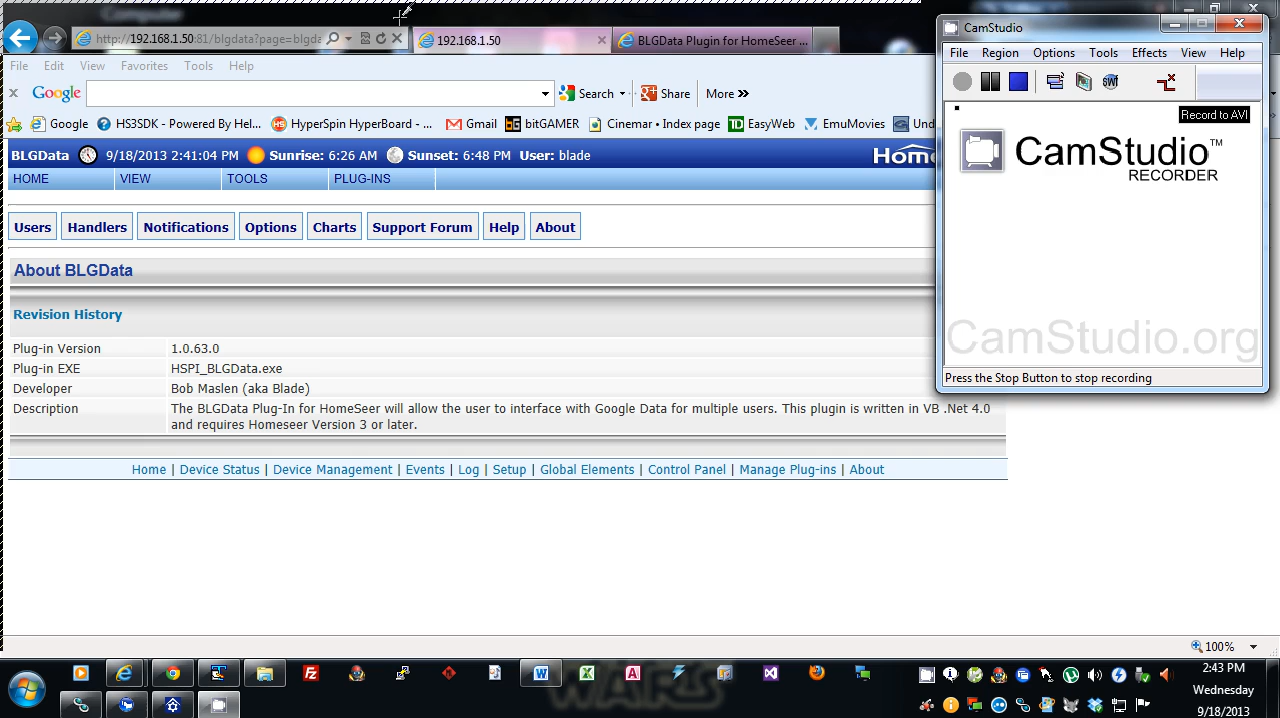 Computer
http://192.168.1.50:81/blgdata?page=blgda
192.168.1.50
BLGData Plugin for HomeSeer ...
File Edit View Favorites Tools Help
Google
Search
Share
More »
Google
HS3SDK - Powered By Hel...
HyperSpin HyperBoard - ...
Gmail
bitGAMER
Cinemar • Index page
EasyWeb
EmuMovies
Und
BLGData 9/18/2013 2:41:04 PM Sunrise: 6:26 AM Sunset: 6:48 PM User: blade
HOME VIEW TOOLS PLUG-INS
Users Handlers Notifications Options Charts Support Forum Help About
About BLGData
Revision History
Plug-in Version 1.0.63.0
Plug-in EXE HSPI_BLGData.exe
Developer Bob Maslen (aka Blade)
Description The BLGData Plug-In for HomeSeer will allow the user to interface with Google Data for multiple users. This plugin is written in VB .Net 4.0
and requires Homeseer Version 3 or later.
Home | Device Status | Device Management | Events | Log | Setup | Global Elements | Control Panel | Manage Plug-ins | About
CamStudio
File Region Options Tools Effects View Help
Record to AVI
CamStudio™
RECORDER
CamStudio.org
Press the Stop Button to stop recording
100%
WARS
2:43 PM
Wednesday
9/18/2013